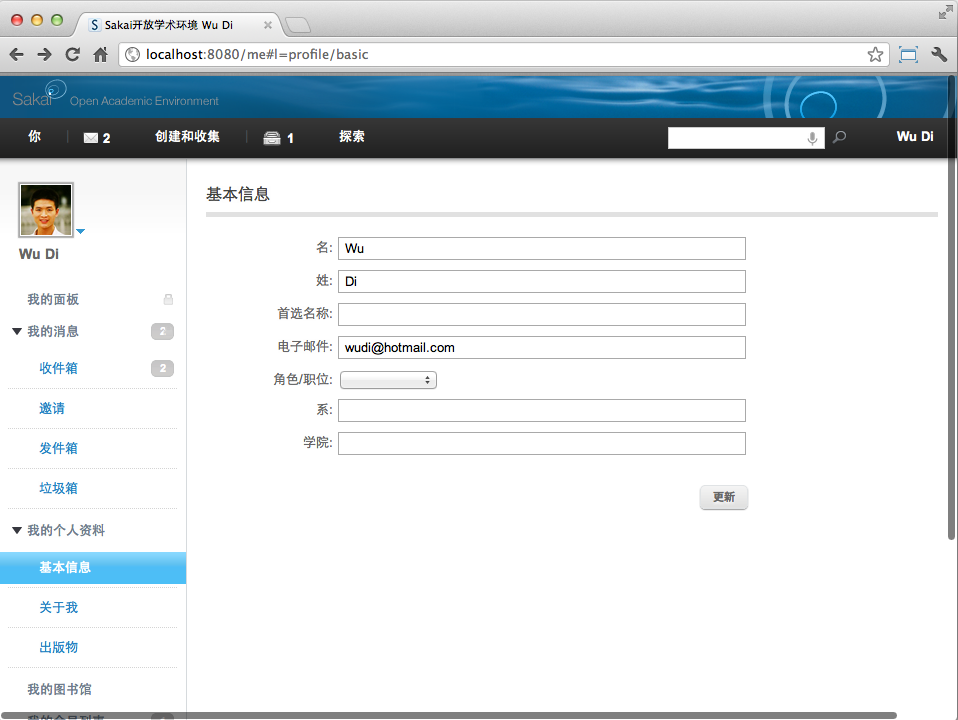 Sakai开放学术环境 Wu Di
localhost:8080/me#l=profile/basic
Sakai Open Academic Environment
你 2 创建和收集 1 探索 Wu Di
Wu Di
我的面板
我的消息 2
收件箱 2
邀请
发件箱
垃圾箱
我的个人资料
基本信息
关于我
出版物
我的图书馆
基本信息
名: Wu
姓: Di
首选名称:
电子邮件: wudi@hotmail.com
角色/职位:
系:
学院:
更新